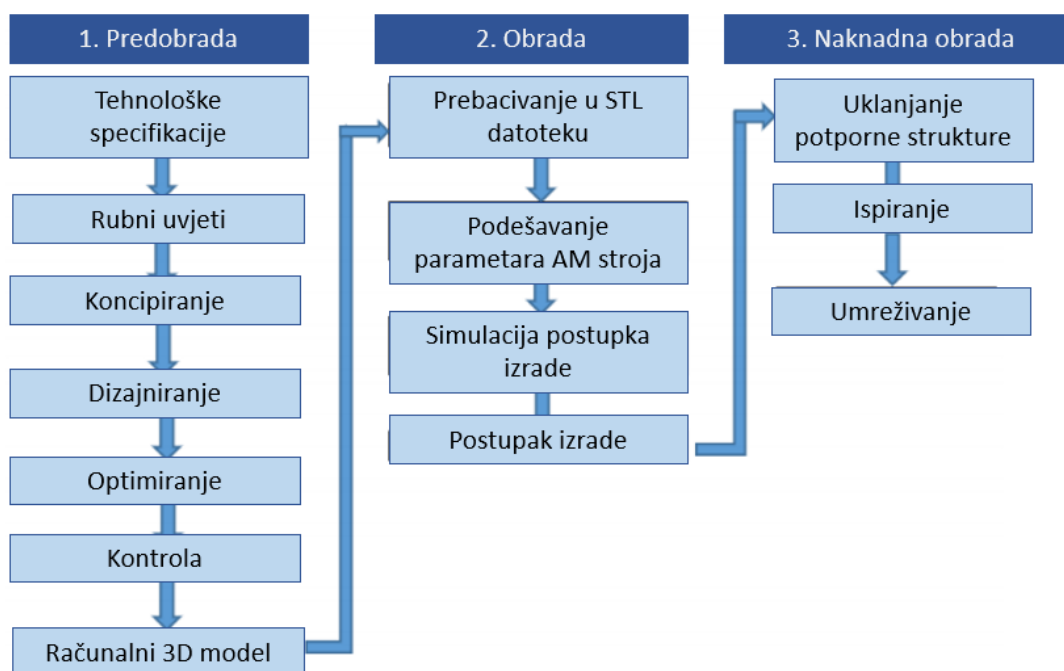 1. Predobrada
Tehnološke
specifikacije
Rubni uvjeti
Koncipiranje
Dizajniranje
Optimiranje
Kontrola
Računalni 3D model
2. Obrada
Prebacivanje u STL
datoteku
Podešavanje
parametara AM stroja
Simulacija postupka
izrade
Postupak izrade
3. Naknadna obrada
Uklanjanje
potporne strukture
Ispiranje
Umreživanje